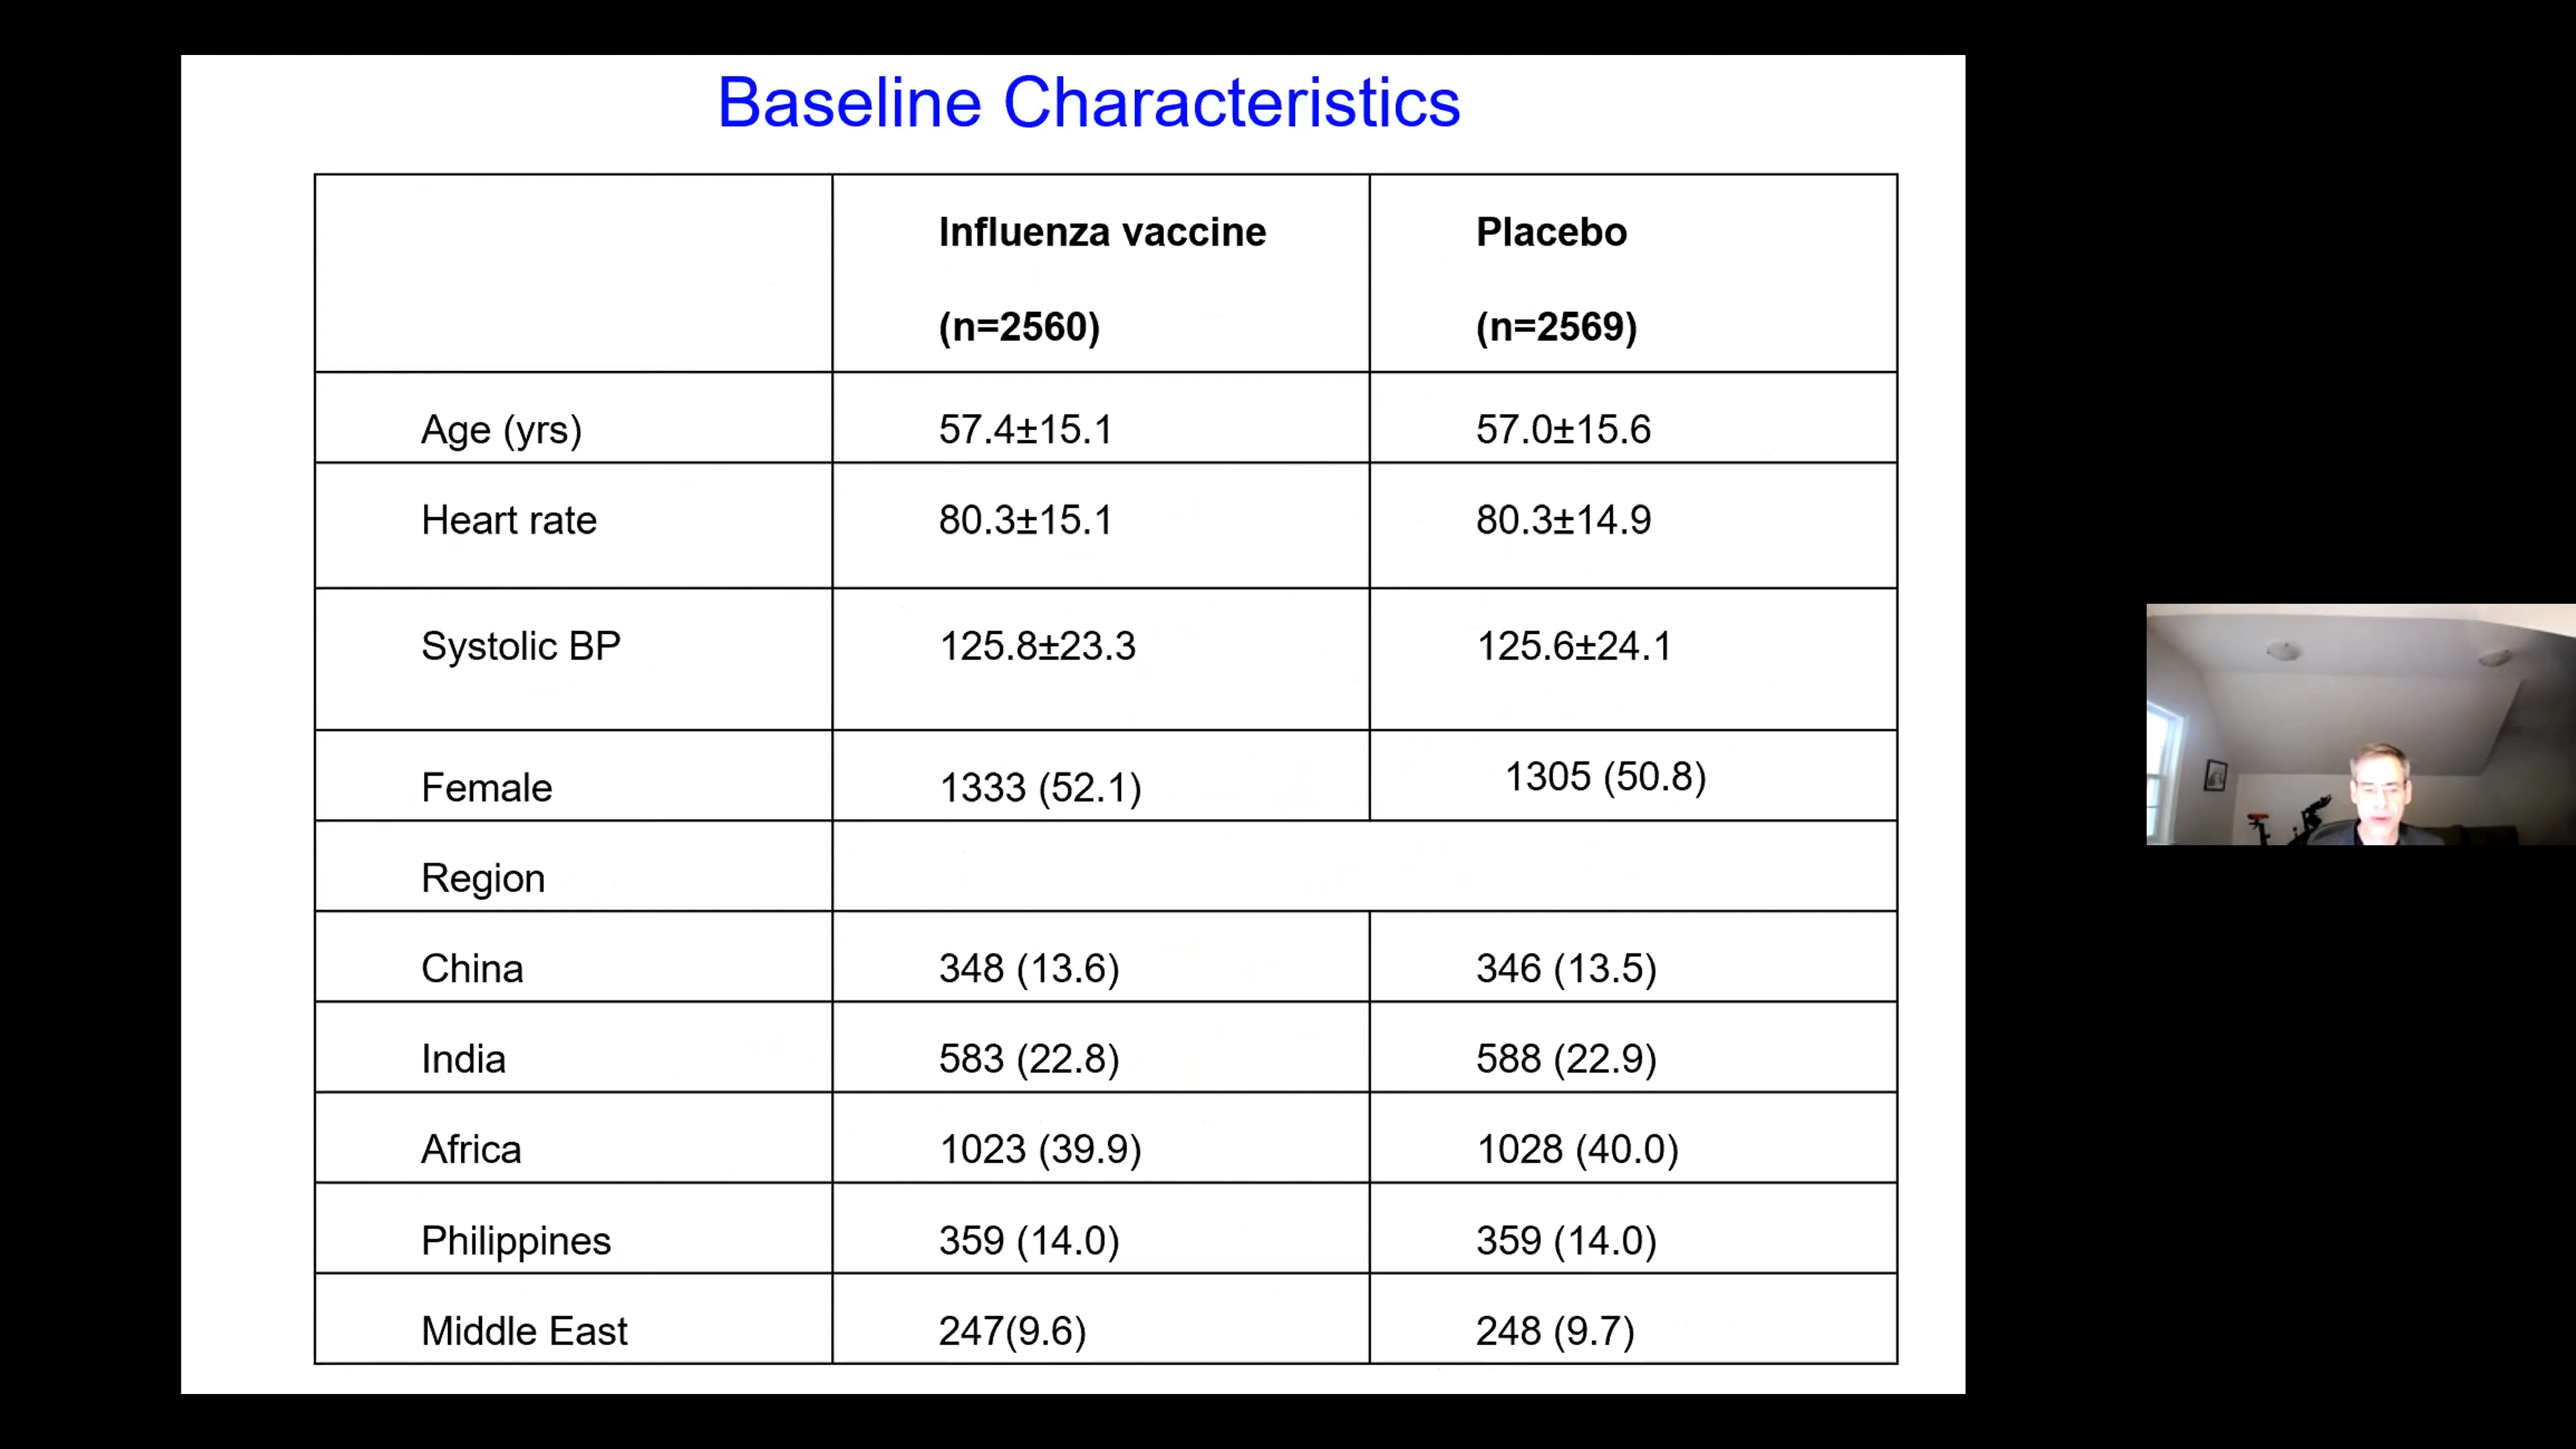 Baseline Characteristics
Influenza vaccine
(n=2560)
Placebo
(n=2569)
Age (yrs) 57.4±15.1 57.0±15.6
Heart rate 80.3±15.1 80.3±14.9
Systolic BP 125.8±23.3 125.6±24.1
Female 1333 (52.1) 1305 (50.8)
Region
China 348 (13.6) 346 (13.5)
India 583 (22.8) 588 (22.9)
Africa 1023 (39.9) 1028 (40.0)
Philippines 359 (14.0) 359 (14.0)
Middle East 247(9.6) 248 (9.7)